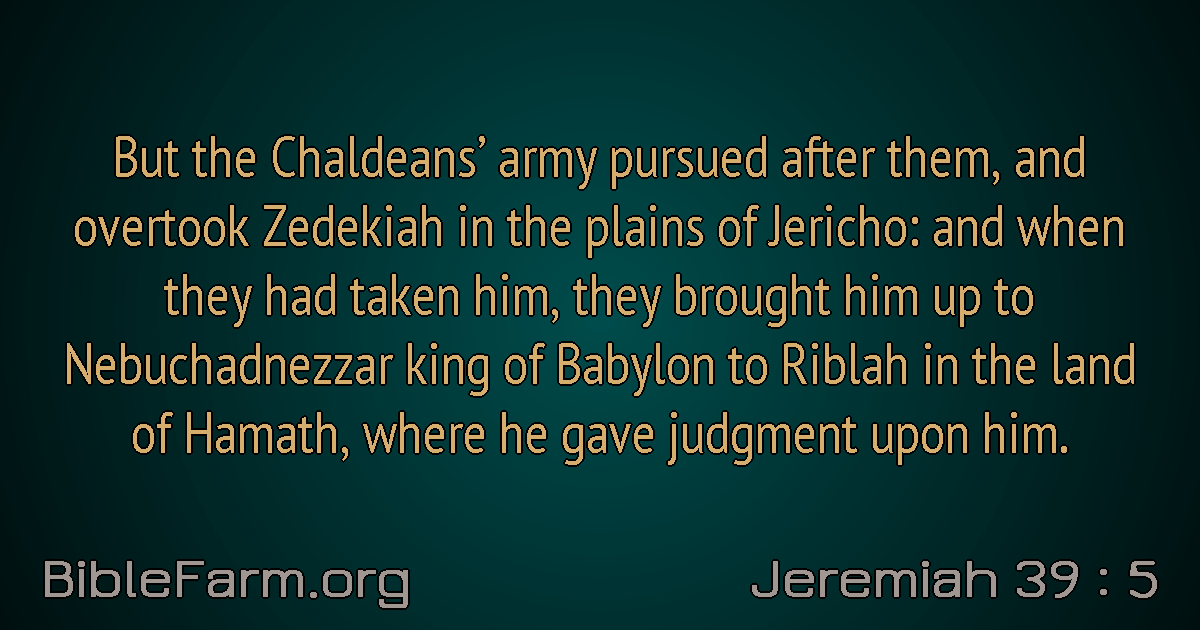 But the Chaldeans’ army pursued after them, and
overtook Zedekiah in the plains of Jericho: and when
they had taken him, they brought him up to
Nebuchadnezzar king of Babylon to Riblah in the land
of Hamath, where he gave judgment upon him.
BibleFarm.org
Jeremiah 39 : 5